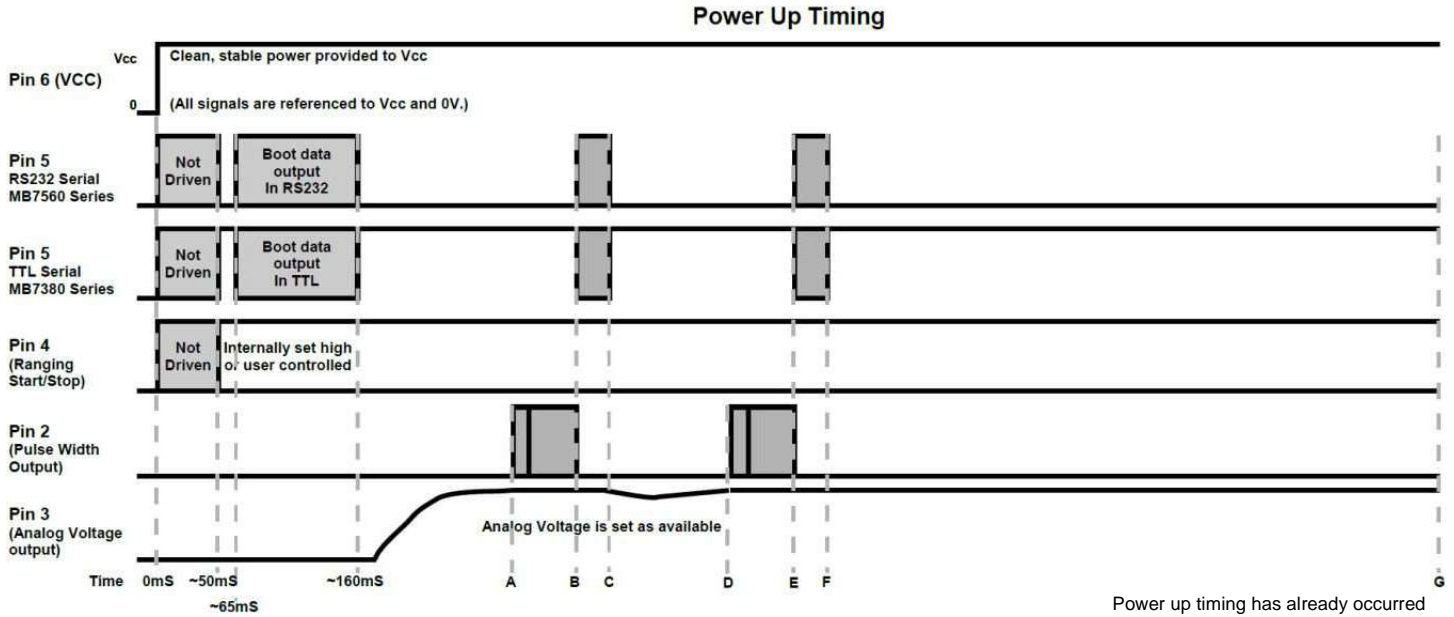 Power Up Timing
Vcc
Clean, stable power provided to Vcc
Pin 6 (VCC)
0
(All signals are referenced to Vcc and 0V.)
Pin 5
RS232 Serial
MB7560 Series
Not
Driven
Boot data
output
In RS232
Pin 5
TTL Serial
MB7380 Series
Not
Driven
Boot data
output
In TTL
Pin 4
(Ranging
Start/Stop)
Not
Driven
Internally set high
or user controlled
Pin 2
(Pulse Width
Output)
Pin 3
(Analog Voltage
output)
Analog Voltage is set as available
Time 0mS ~50mS ~160mS A B C D E F G
~65mS
Power up timing has already occurred